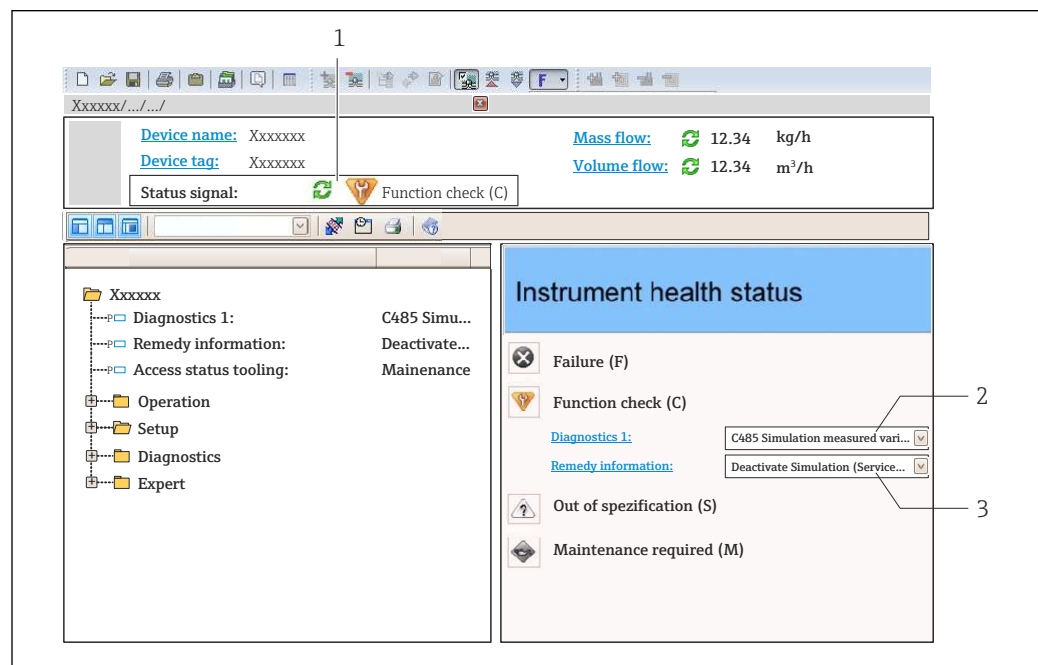 1
F
Xxxxxx/.../.../
Device name: Xxxxxxx
Mass flow: 12.34 kg/h
Device tag: Xxxxxxx
Volume flow: 12.34 m³/h
Status signal: Function check (C)
Xxxxxx
Diagnostics 1: C485 Simu...
Remedy information: Deactivate...
Access status tooling: Mainenance
Operation
Setup
Diagnostics
Expert
Instrument health status
Failure (F)
Function check (C)
Diagnostics 1: C485 Simulation measured vari...
2
Remedy information: Deactivate Simulation (Service...
3
Out of spezification (S)
Maintenance required (M)